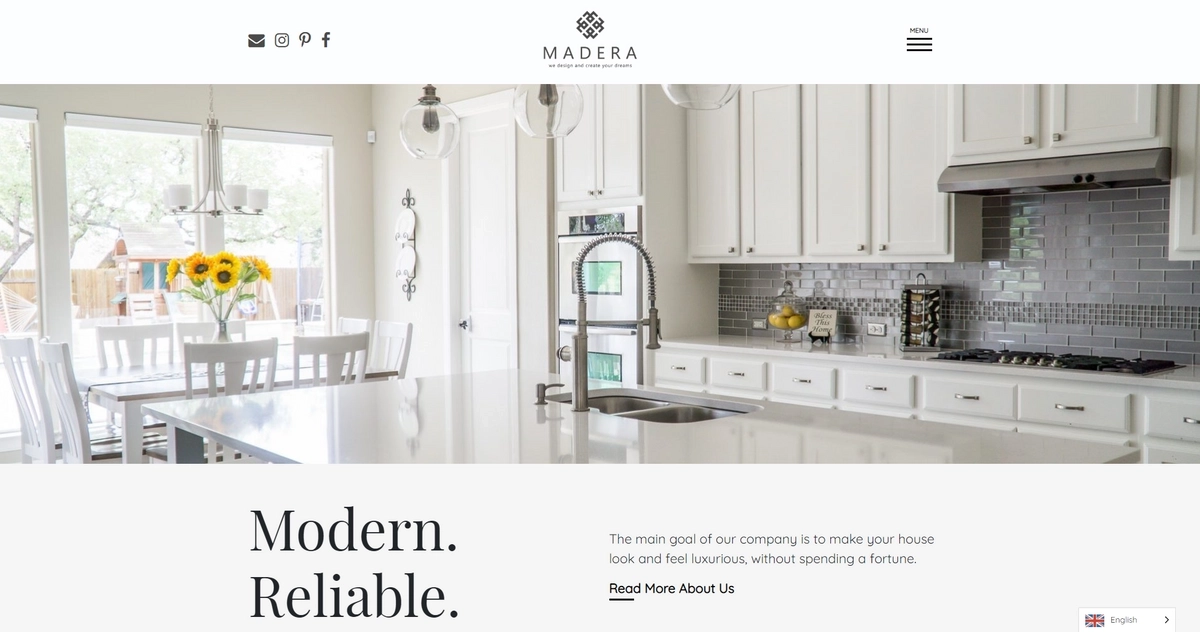 MADERA
we design and create your dreams
MENU
Bless
This
Home
Modern.
Reliable.
The main goal of our company is to make your house
look and feel luxurious, without spending a fortune.
Read More About Us
English